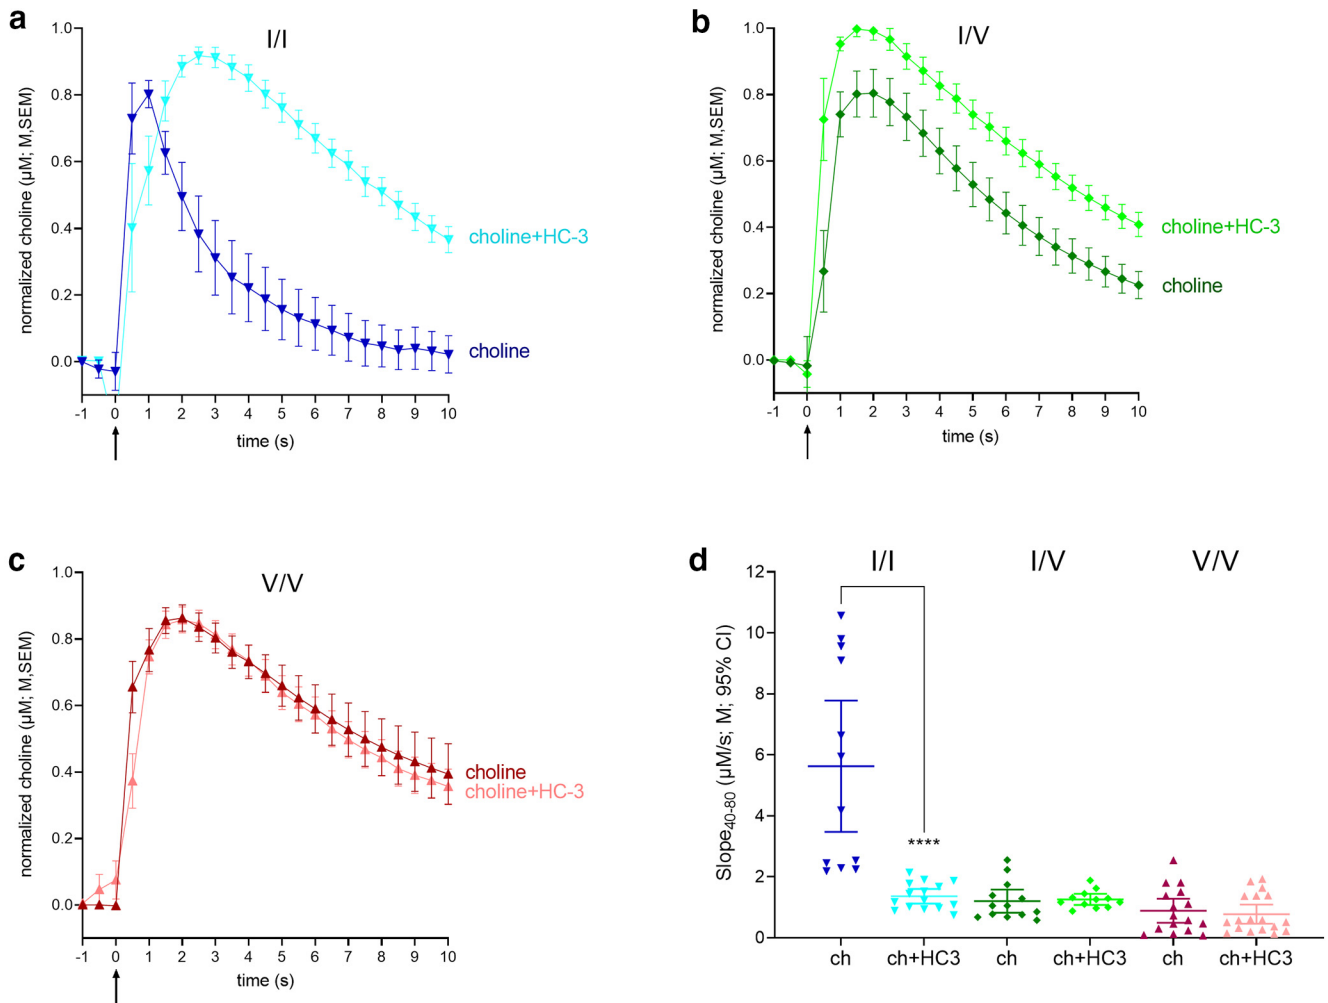 a
I/I
normalized choline (μM; M,SEM)
1.0
0.8
0.6
0.4
0.2
0.0
choline+HC-3
choline
-1 0 1 2 3 4 5 6 7 8 9 10
time (s)
b
I/V
normalized choline (μM; M,SEM)
1.0
0.8
0.6
0.4
0.2
0.0
choline+HC-3
choline
-1 0 1 2 3 4 5 6 7 8 9 10
time (s)
c
V/V
normalized choline (μM; M,SEM)
1.0
0.8
0.6
0.4
0.2
0.0
choline
choline+HC-3
-1 0 1 2 3 4 5 6 7 8 9 10
time (s)
d
I/I I/V V/V
Slope40-80 (μM/s; M; 95% CI)
12
10
8
6
4
2
0
****
ch ch+HC3 ch ch+HC3 ch ch+HC3